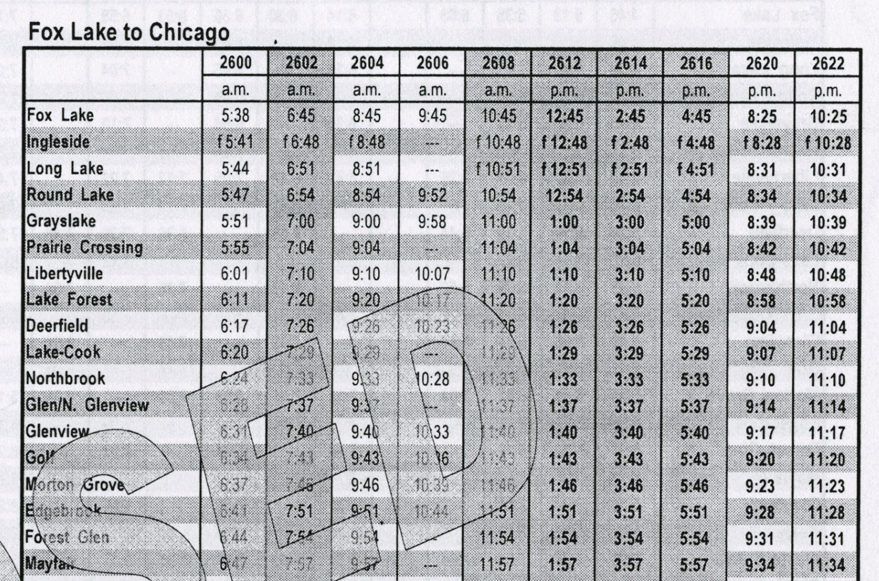 Fox Lake to Chicago
2600 2602 2604 2606 2608 2612 2614 2616 2620 2622
a.m. a.m. a.m. a.m. a.m. p.m. p.m. p.m. p.m. p.m.
Fox Lake 5:38 6:45 8:45 9:45 10:45 12:45 2:45 4:45 8:25 10:25
Ingleside f 5:41 f 6:48 f 8:48 --- f 10:48 f 12:48 f 2:48 f 4:48 f 8:28 f 10:28
Long Lake 5:44 6:51 8:51 --- f 10:51 f 12:51 f 2:51 f 4:51 8:31 10:31
Round Lake 5:47 6:54 8:54 9:52 10:54 12:54 2:54 4:54 8:34 10:34
Grayslake 5:51 7:00 9:00 9:58 11:00 1:00 3:00 5:00 8:39 10:39
Prairie Crossing 5:55 7:04 9:04 --- 11:04 1:04 3:04 5:04 8:42 10:42
Libertyville 6:01 7:10 9:10 10:07 11:10 1:10 3:10 5:10 8:48 10:48
Lake Forest 6:11 7:20 9:20 10:17 11:20 1:20 3:20 5:20 8:58 10:58
Deerfield 6:17 7:26 9:26 10:23 11:26 1:26 3:26 5:26 9:04 11:04
Lake-Cook 6:20 7:29 9:29 --- 11:29 1:29 3:29 5:29 9:07 11:07
Northbrook 6:24 7:33 9:33 10:28 11:33 1:33 3:33 5:33 9:10 11:10
Glen/N. Glenview 6:28 7:37 9:37 --- 11:37 1:37 3:37 5:37 9:14 11:14
Glenview 6:31 7:40 9:40 10:33 11:40 1:40 3:40 5:40 9:17 11:17
Golf 6:34 7:43 9:43 10:36 11:43 1:43 3:43 5:43 9:20 11:20
Morton Grove 6:37 7:46 9:46 10:39 11:46 1:46 3:46 5:46 9:23 11:23
Edgebrook 6:41 7:51 9:51 10:44 11:51 1:51 3:51 5:51 9:28 11:28
Forest Glen 6:44 7:54 9:54 --- 11:54 1:54 3:54 5:54 9:31 11:31
Mayfair 6:47 7:57 9:57 --- 11:57 1:57 3:57 5:57 9:34 11:34
SED